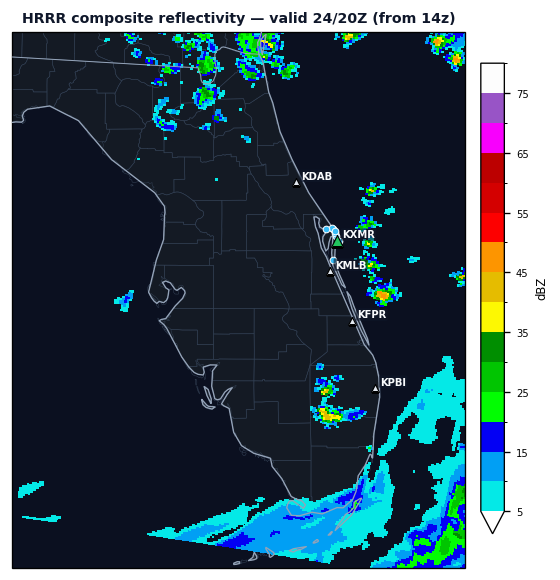 HRRR composite reflectivity — valid 24/20Z (from 14z)
KDAB
KXMR
KMLB
KFPR
KPBI
75
65
55
45
35
25
15
5
dBZ